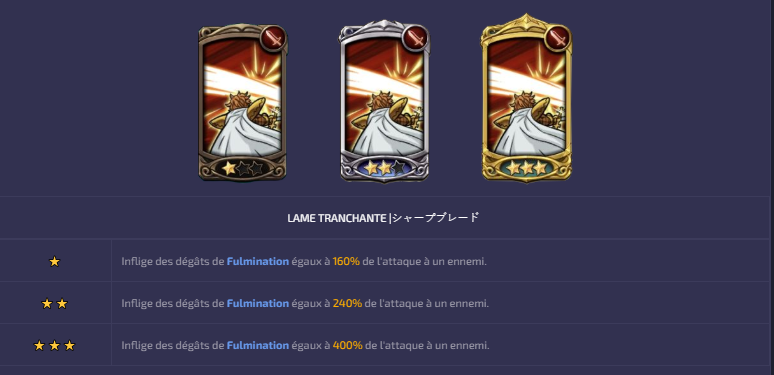 LAME TRANCHANTE |シャープブレード
Inflige des dégâts de Fulmination égaux à 160% de l'attaque à un ennemi.
Inflige des dégâts de Fulmination égaux à 240% de l'attaque à un ennemi.
Inflige des dégâts de Fulmination égaux à 400% de l'attaque à un ennemi.